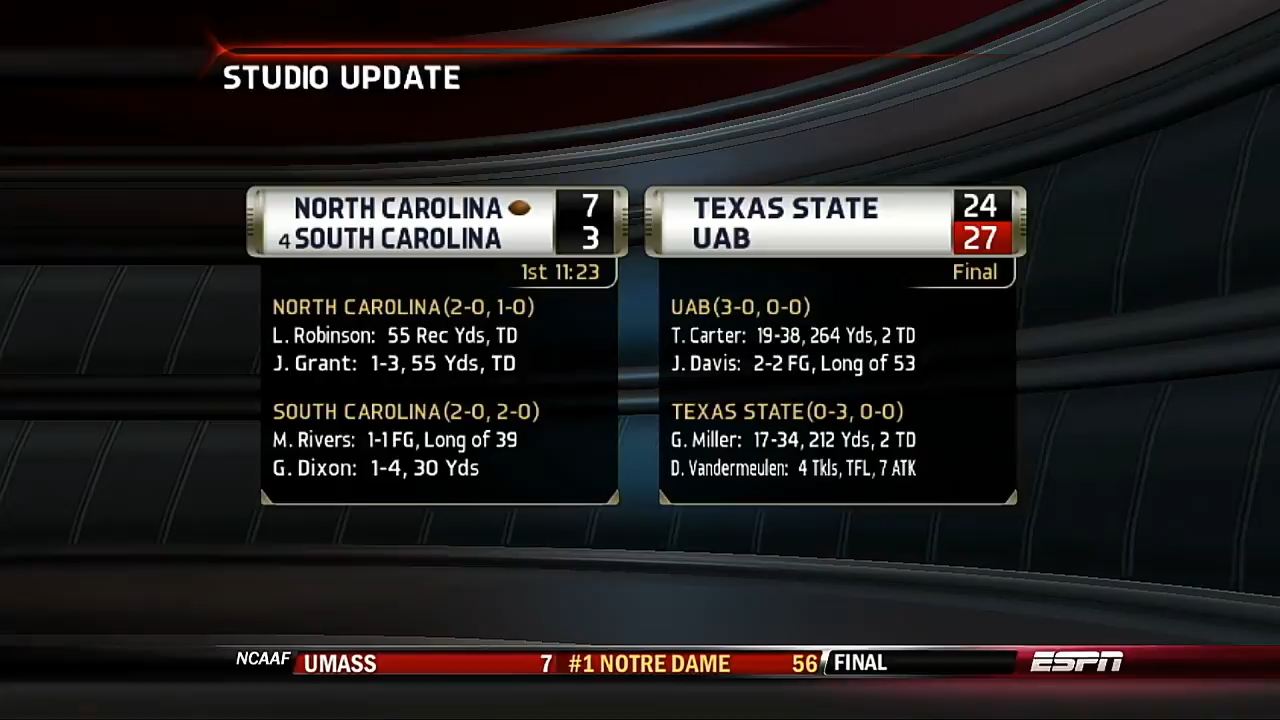 STUDIO UPDATE
NORTH CAROLINA 7
4 SOUTH CAROLINA 3
1st 11:23
NORTH CAROLINA (2-0, 1-0)
L. Robinson: 55 Rec Yds, TD
J. Grant: 1-3, 55 Yds, TD
SOUTH CAROLINA (2-0, 2-0)
M. Rivers: 1-1 FG, Long of 39
G. Dixon: 1-4, 30 Yds
TEXAS STATE 24
UAB 27
Final
UAB (3-0, 0-0)
T. Carter: 19-38, 264 Yds, 2 TD
J. Davis: 2-2 FG, Long of 53
TEXAS STATE (0-3, 0-0)
G. Miller: 17-34, 212 Yds, 2 TD
D. Vandermeulen: 4 Tkls, TFL, 7 ATK
NCAAF UMASS 7 #1 NOTRE DAME 56 FINAL ESPN